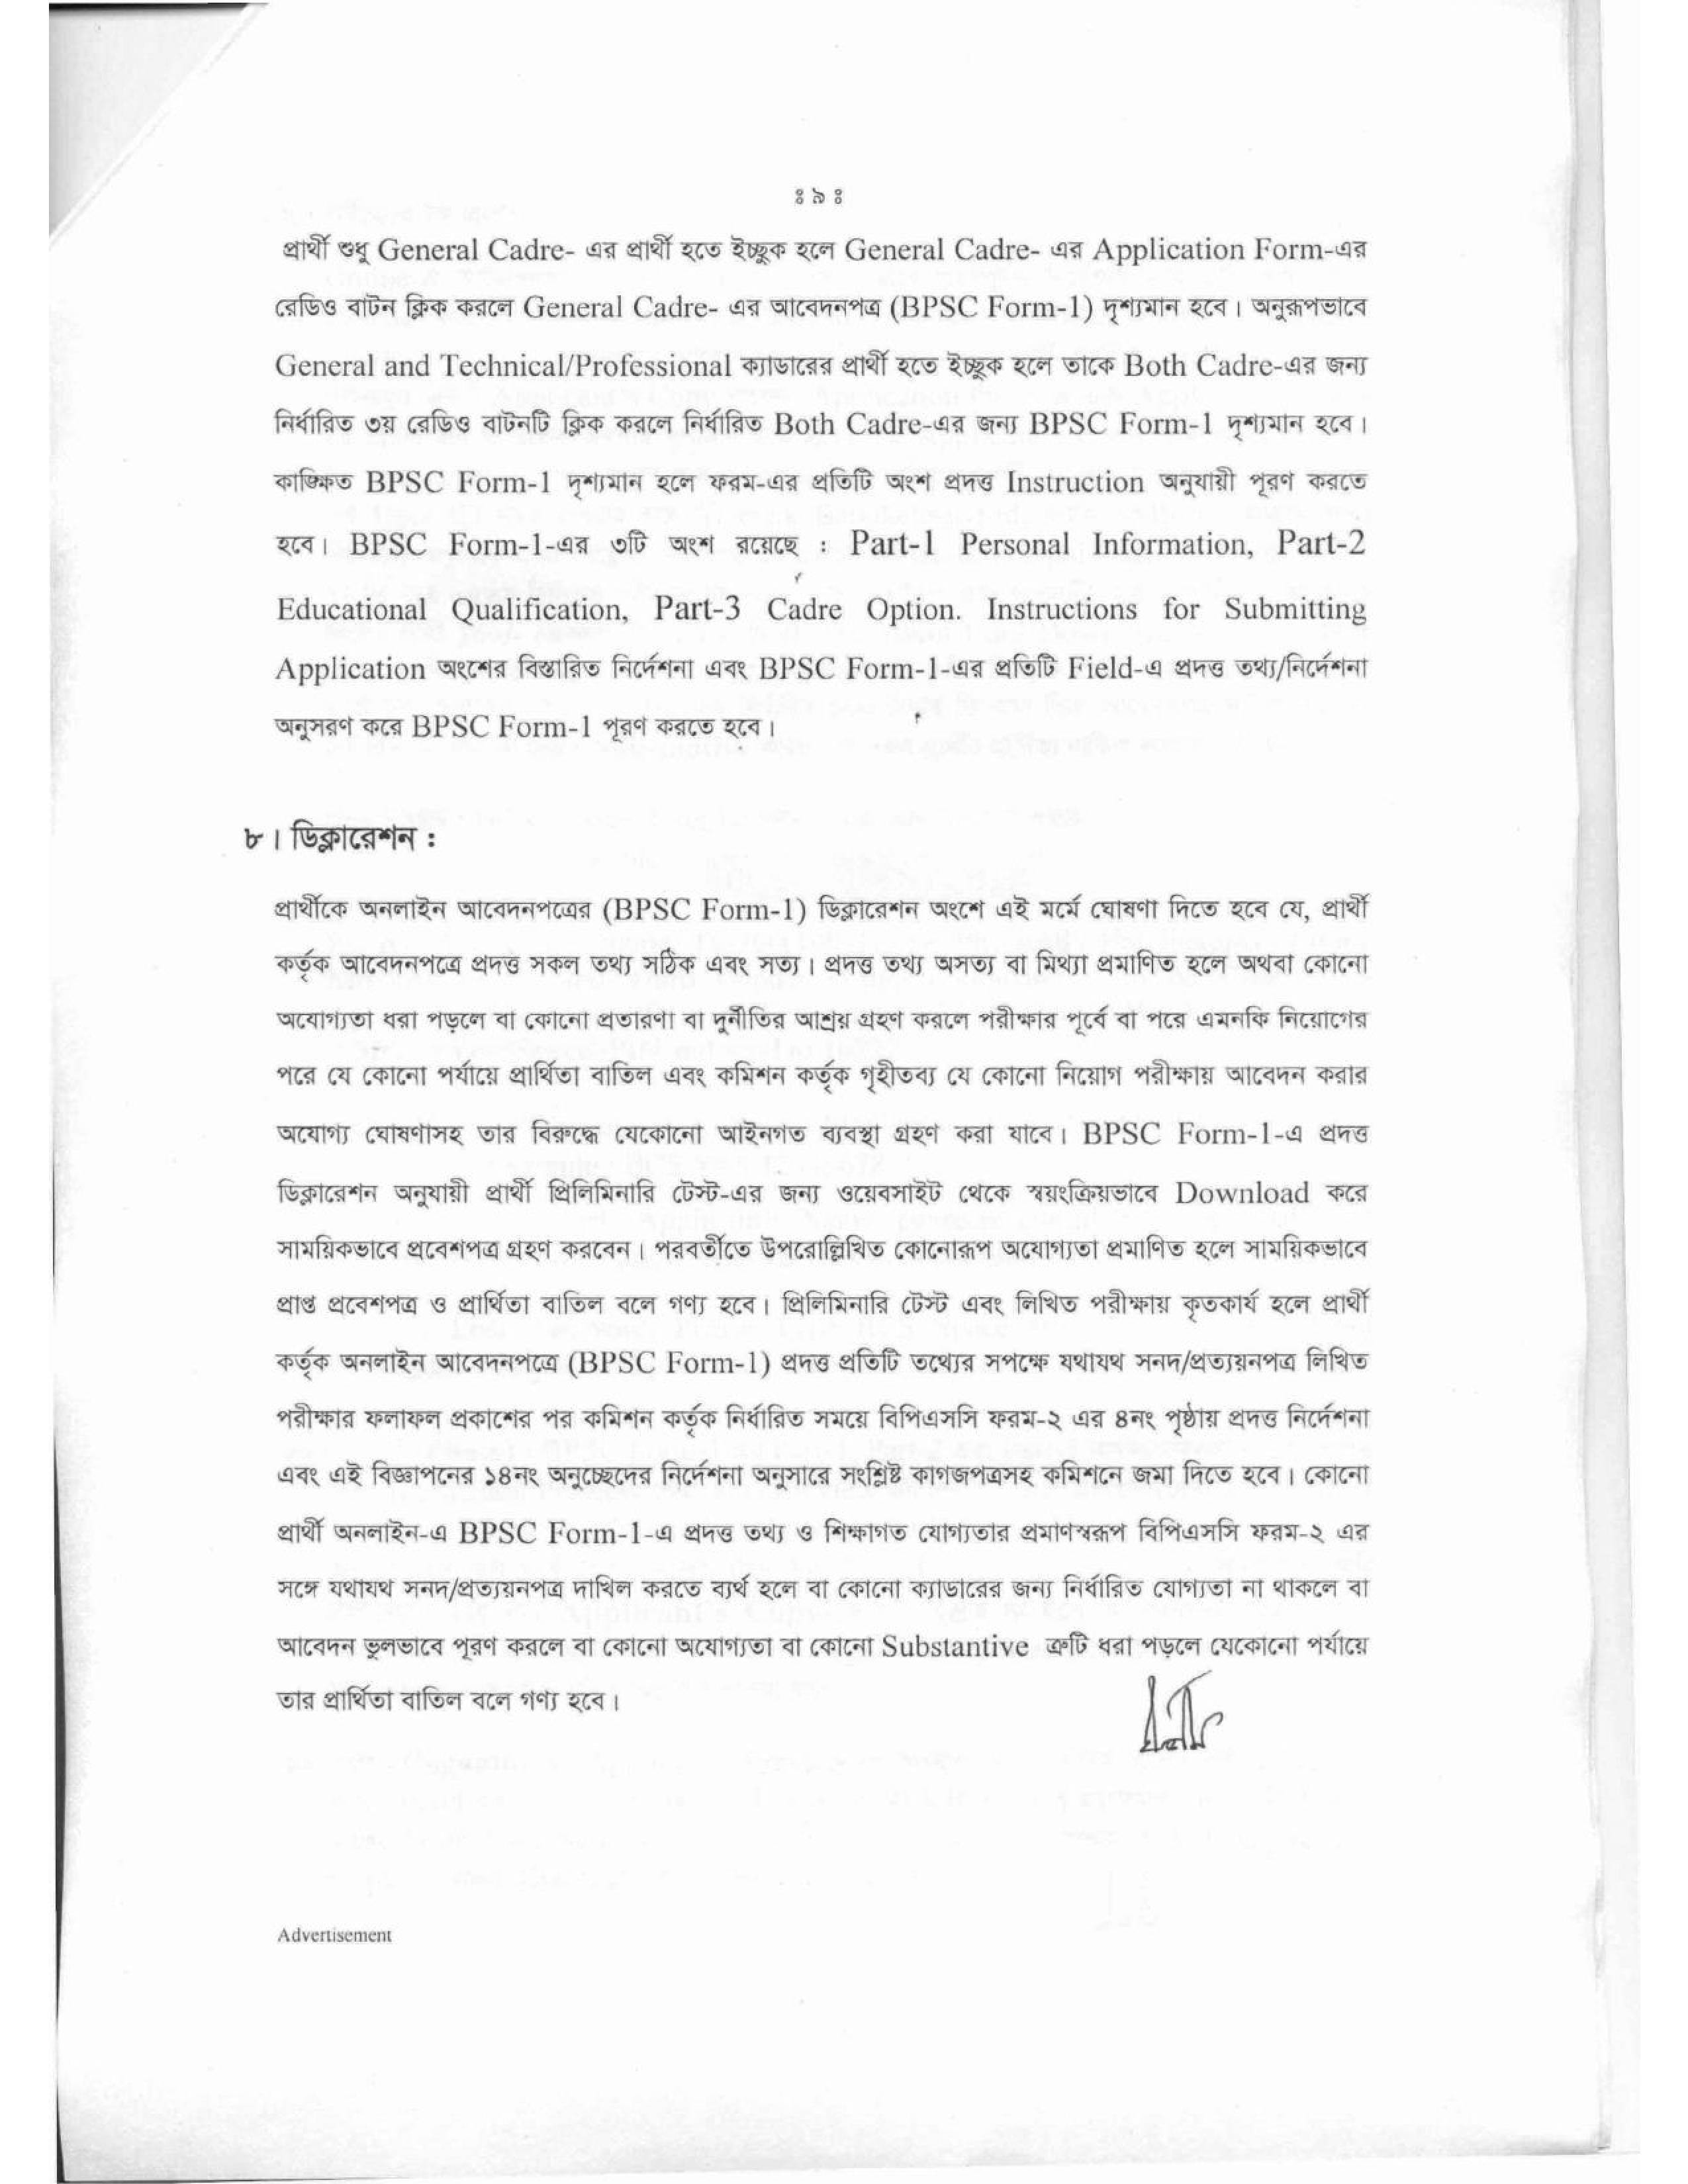 ঃ ৯ ঃ
প্রার্থী শুধু General Cadre- এর প্রার্থী হতে ইচ্ছুক হলে General Cadre- এর Application Form-এর
রেডিও বাটন ক্লিক করলে General Cadre- এর আবেদনপত্র (BPSC Form-1) দৃশ্যমান হবে। অনুরূপভাবে
General and Technical/Professional ক্যাডারের প্রার্থী হতে ইচ্ছুক হলে তাকে Both Cadre-এর জন্য
নির্ধারিত ৩য় রেডিও বাটনটি ক্লিক করলে নির্ধারিত Both Cadre-এর জন্য BPSC Form-1 দৃশ্যমান হবে।
কাঙ্ক্ষিত BPSC Form-1 দৃশ্যমান হলে ফরম-এর প্রতিটি অংশ প্রদত্ত Instruction অনুযায়ী পূরণ করতে
হবে। BPSC Form-1-এর ৩টি অংশ রয়েছে : Part-1 Personal Information, Part-2
Educational Qualification, Part-3 Cadre Option. Instructions for Submitting
Application অংশের বিস্তারিত নির্দেশনা এবং BPSC Form-1-এর প্রতিটি Field-এ প্রদত্ত তথ্য/নির্দেশনা
অনুসরণ করে BPSC Form-1 পূরণ করতে হবে।
৮। ডিক্লারেশন :
প্রার্থীকে অনলাইন আবেদনপত্রের (BPSC Form-1) ডিক্লারেশন অংশে এই মর্মে ঘোষণা দিতে হবে যে, প্রার্থী
কর্তৃক আবেদনপত্রে প্রদত্ত সকল তথ্য সঠিক এবং সত্য। প্রদত্ত তথ্য অসত্য বা মিথ্যা প্রমাণিত হলে অথবা কোনো
অযোগ্যতা ধরা পড়লে বা কোনো প্রতারণা বা দুর্নীতির আশ্রয় গ্রহণ করলে পরীক্ষার পূর্বে বা পরে এমনকি নিয়োগের
পরে যে কোনো পর্যায়ে প্রার্থিতা বাতিল এবং কমিশন কর্তৃক গৃহীতব্য যে কোনো নিয়োগ পরীক্ষায় আবেদন করার
অযোগ্য ঘোষণাসহ তার বিরুদ্ধে যেকোনো আইনগত ব্যবস্থা গ্রহণ করা যাবে। BPSC Form-1-এ প্রদত্ত
ডিক্লারেশন অনুযায়ী প্রার্থী প্রিলিমিনারি টেস্ট-এর জন্য ওয়েবসাইট থেকে স্বয়ংক্রিয়ভাবে Download করে
সাময়িকভাবে প্রবেশপত্র গ্রহণ করবেন। পরবর্তীতে উপরোল্লিখিত কোনোরূপ অযোগ্যতা প্রমাণিত হলে সাময়িকভাবে
প্রাপ্ত প্রবেশপত্র ও প্রার্থিতা বাতিল বলে গণ্য হবে। প্রিলিমিনারি টেস্ট এবং লিখিত পরীক্ষায় কৃতকার্য হলে প্রার্থী
কর্তৃক অনলাইন আবেদনপত্রে (BPSC Form-1) প্রদত্ত প্রতিটি তথ্যের সপক্ষে যথাযথ সনদ/প্রত্যয়নপত্র লিখিত
পরীক্ষার ফলাফল প্রকাশের পর কমিশন কর্তৃক নির্ধারিত সময়ে বিপিএসসি ফরম-২ এর ৪নং পৃষ্ঠায় প্রদত্ত নির্দেশনা
এবং এই বিজ্ঞাপনের ১৪নং অনুচ্ছেদের নির্দেশনা অনুসারে সংশ্লিষ্ট কাগজপত্রসহ কমিশনে জমা দিতে হবে। কোনো
প্রার্থী অনলাইন-এ BPSC Form-1-এ প্রদত্ত তথ্য ও শিক্ষাগত যোগ্যতার প্রমাণস্বরূপ বিপিএসসি ফরম-২ এর
সঙ্গে যথাযথ সনদ/প্রত্যয়নপত্র দাখিল করতে ব্যর্থ হলে বা কোনো ক্যাডারের জন্য নির্ধারিত যোগ্যতা না থাকলে বা
আবেদন ভুলভাবে পূরণ করলে বা কোনো অযোগ্যতা বা কোনো Substantive ত্রুটি ধরা পড়লে যেকোনো পর্যায়ে
তার প্রার্থিতা বাতিল বলে গণ্য হবে।
Advertisement